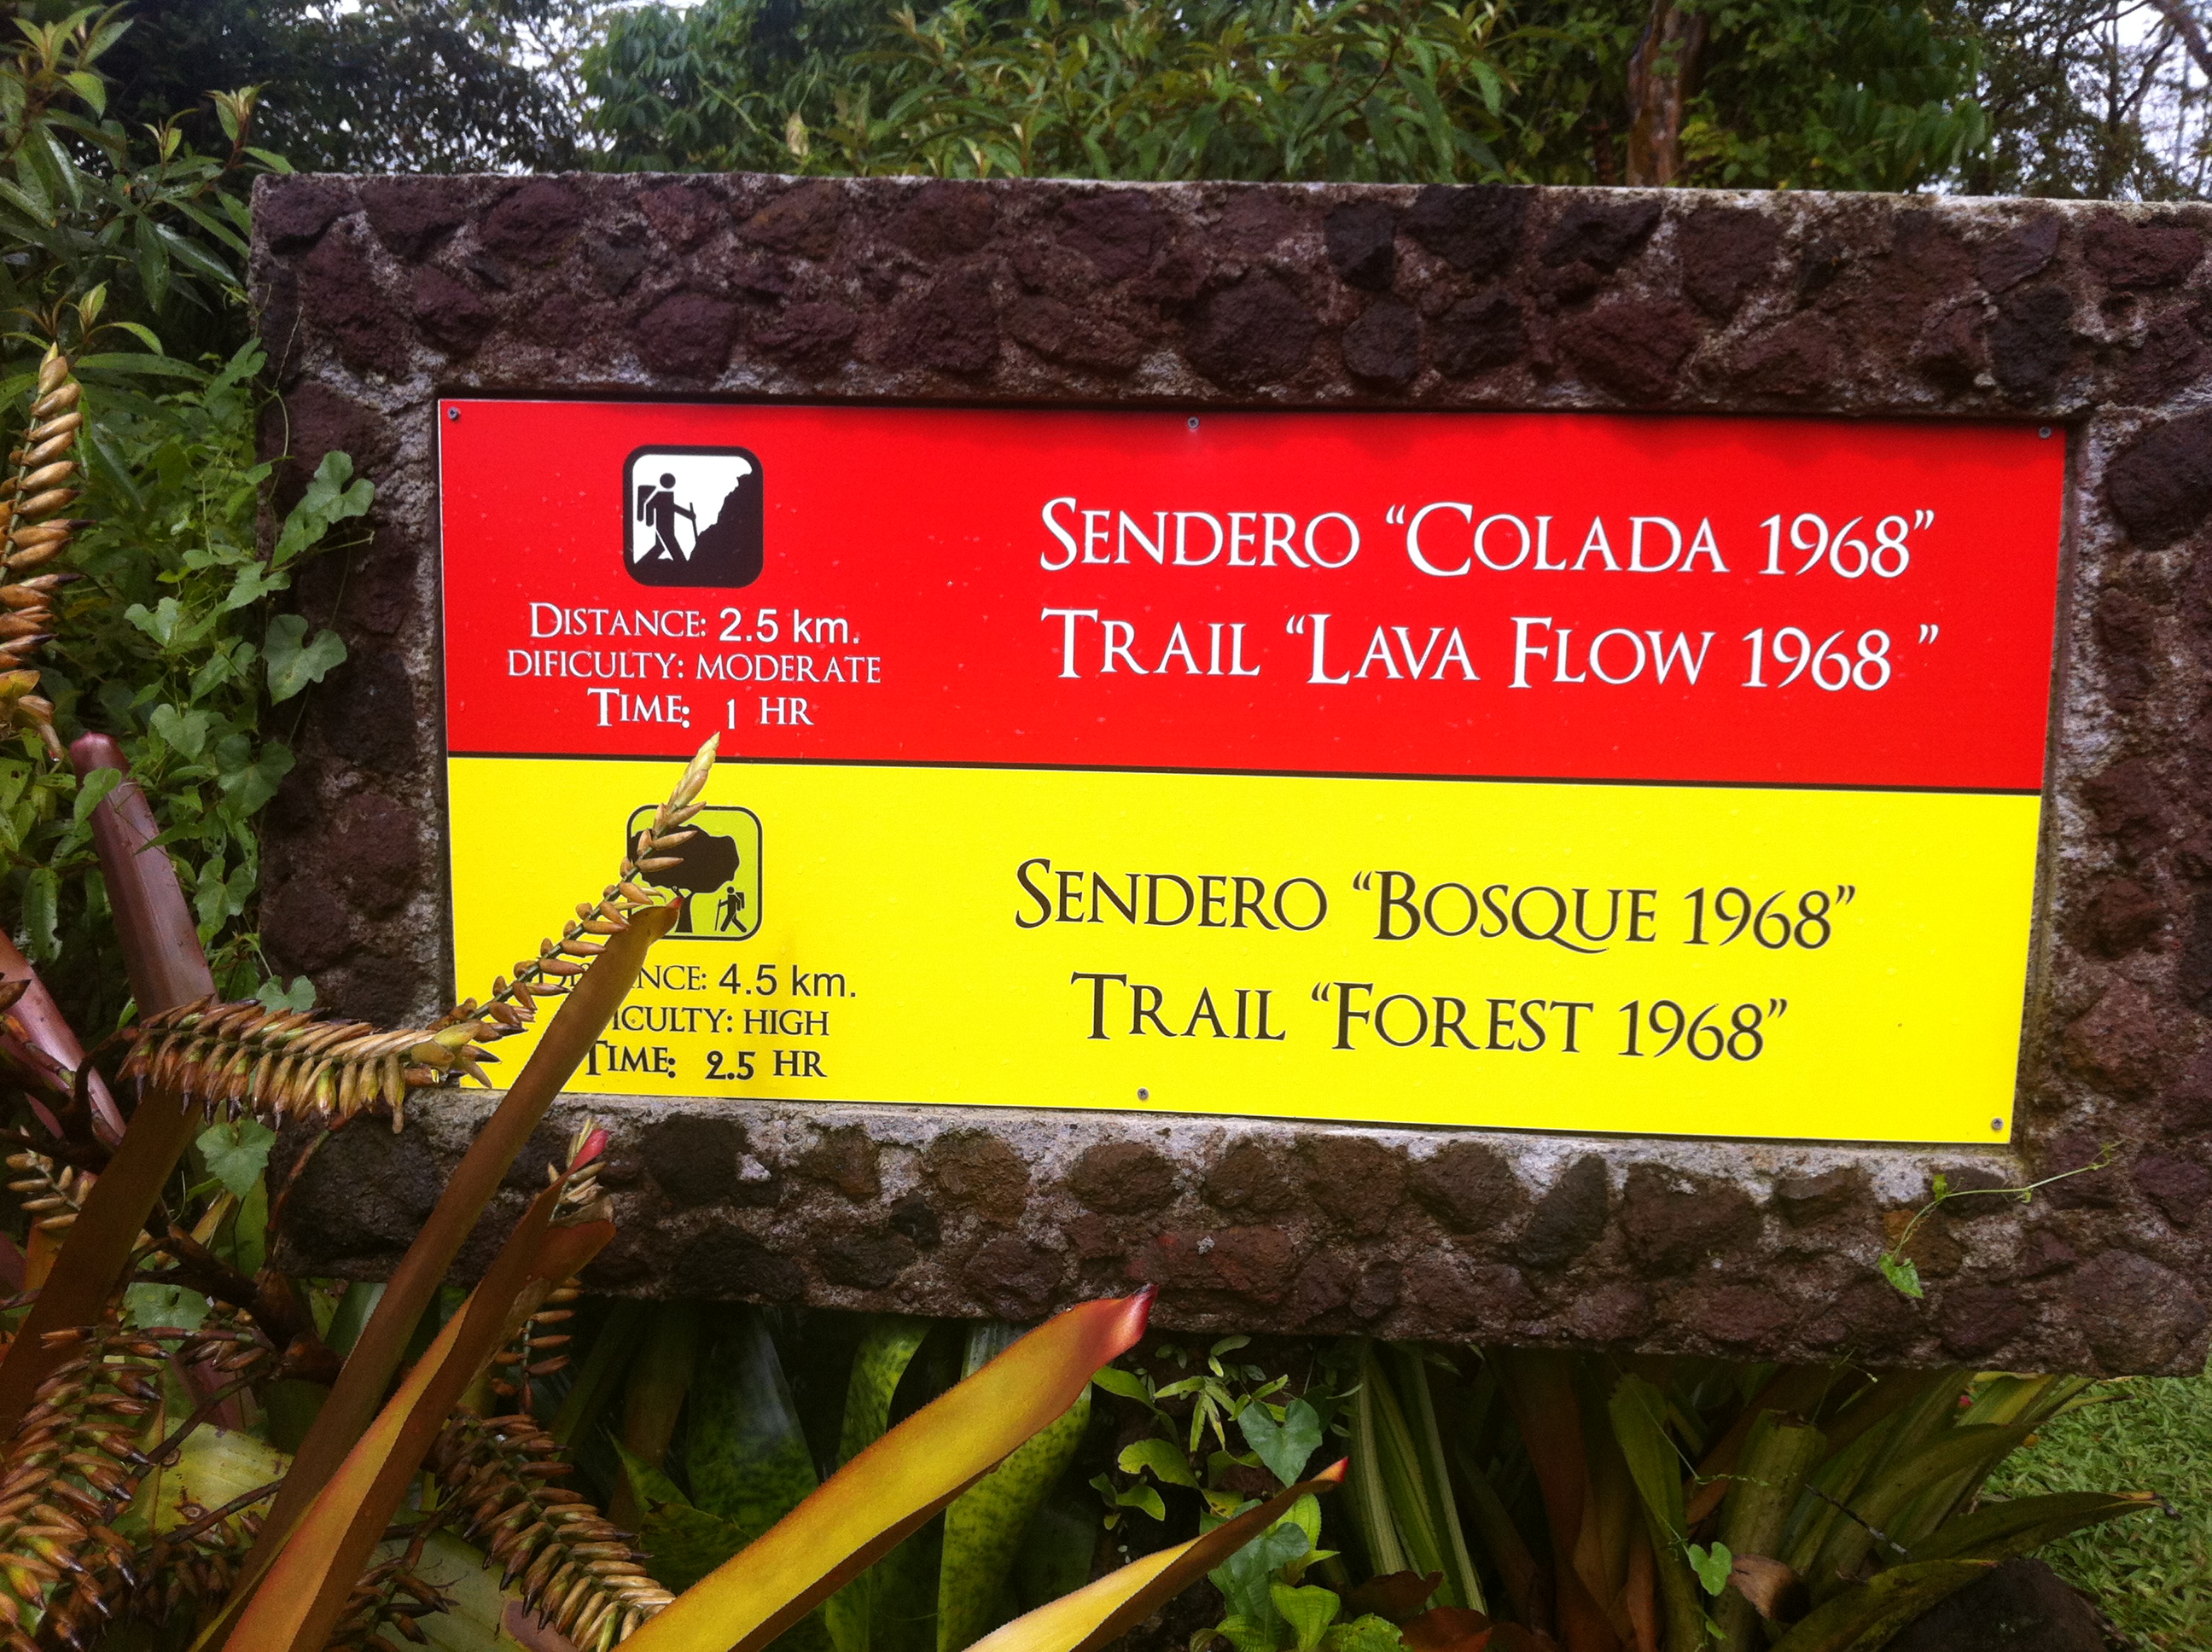 SENDERO "COLADA 1968"
TRAIL "LAVA FLOW 1968 "
DISTANCE: 2.5 km.
DIFICULTY: MODERATE
TIME: 1 HR
SENDERO "BOSQUE 1968"
TRAIL "FOREST 1968"
4.5 km.
HIGH
TIME: 2.5 HR